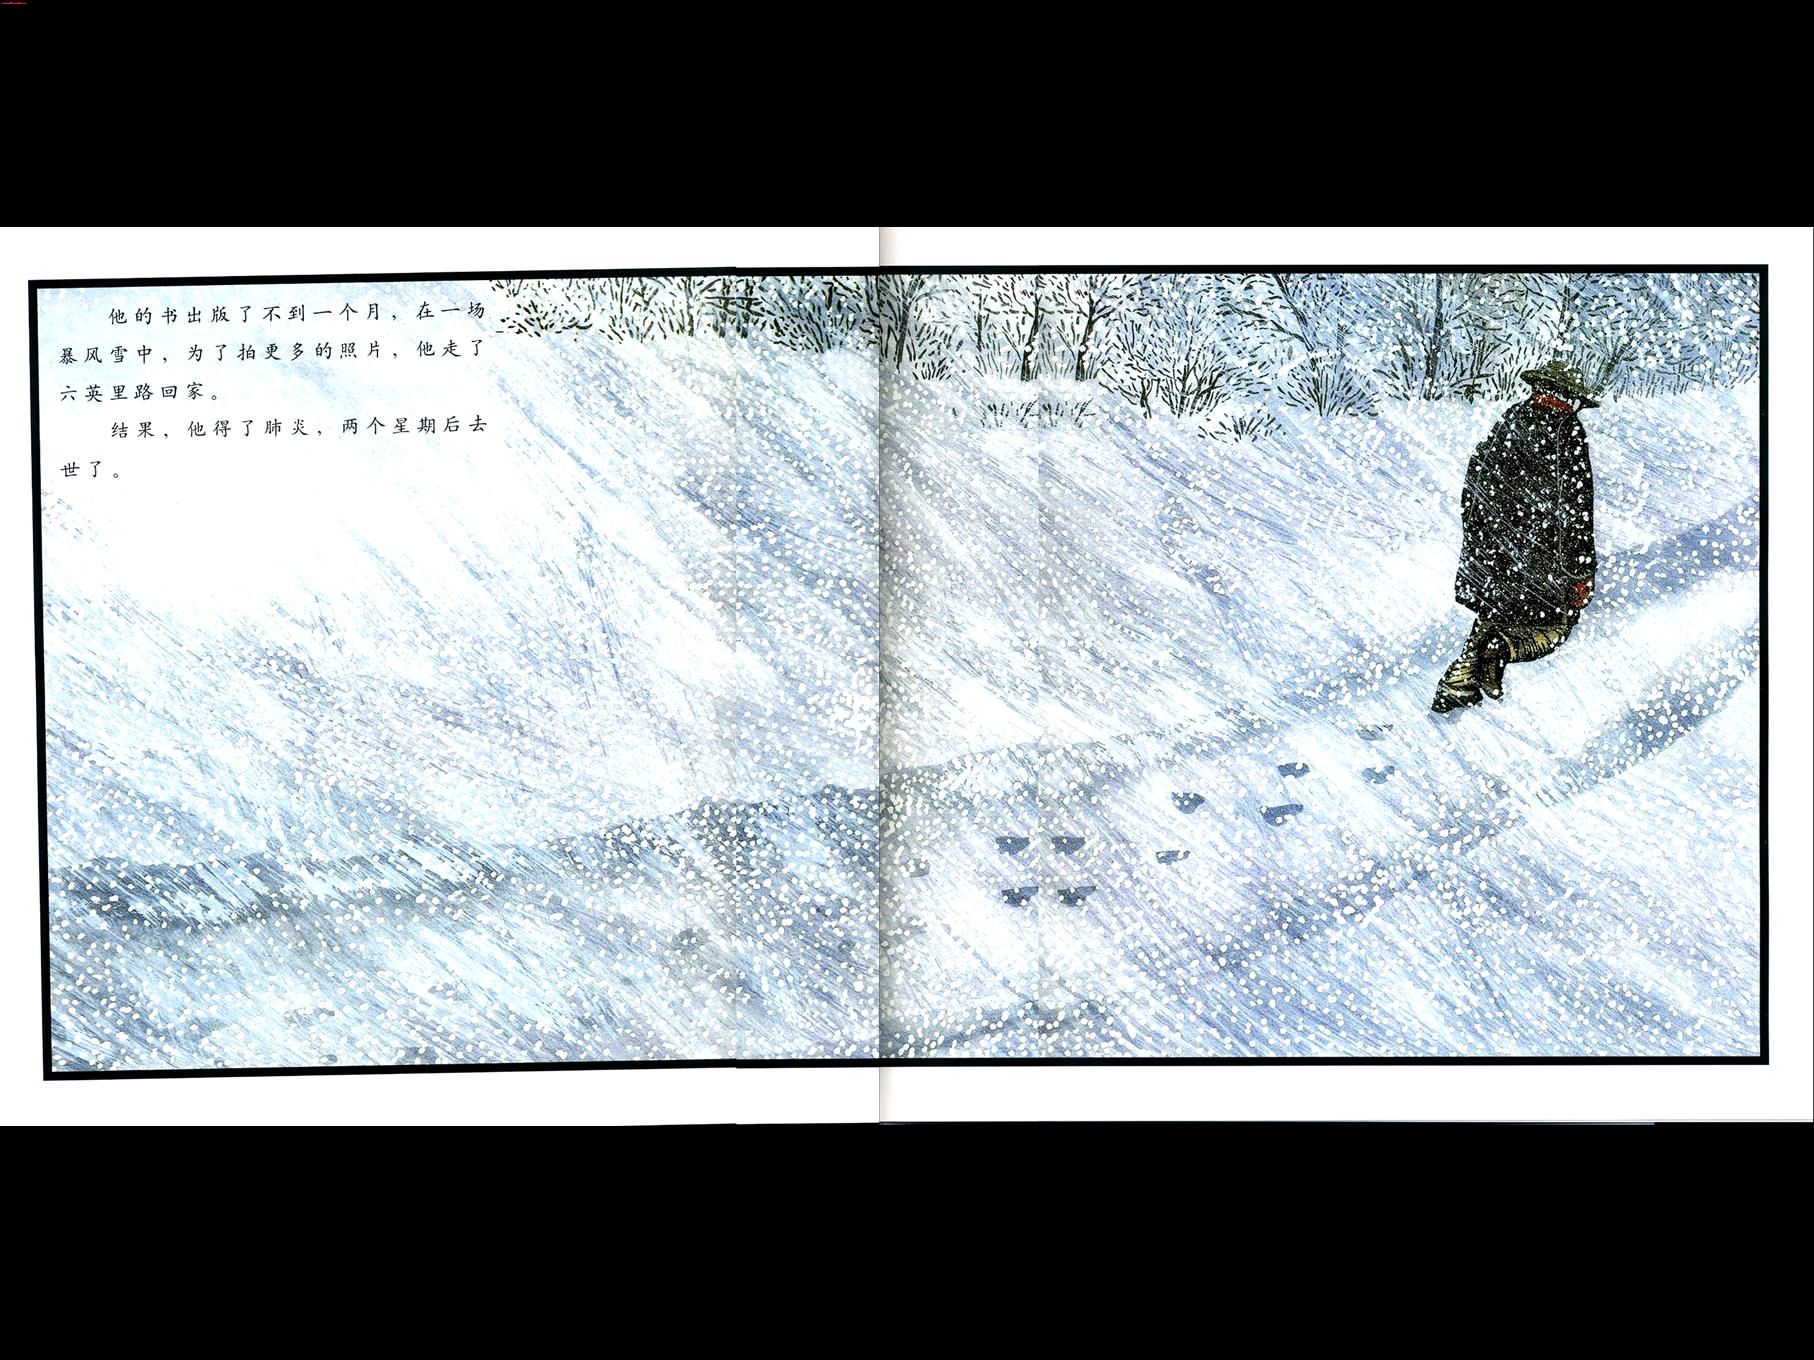 他的书出版了不到一个月，在一场
暴风雪中，为了拍更多的照片，他走了
六英里路回家。
结果，他得了肺炎，两个星期后去
世了。